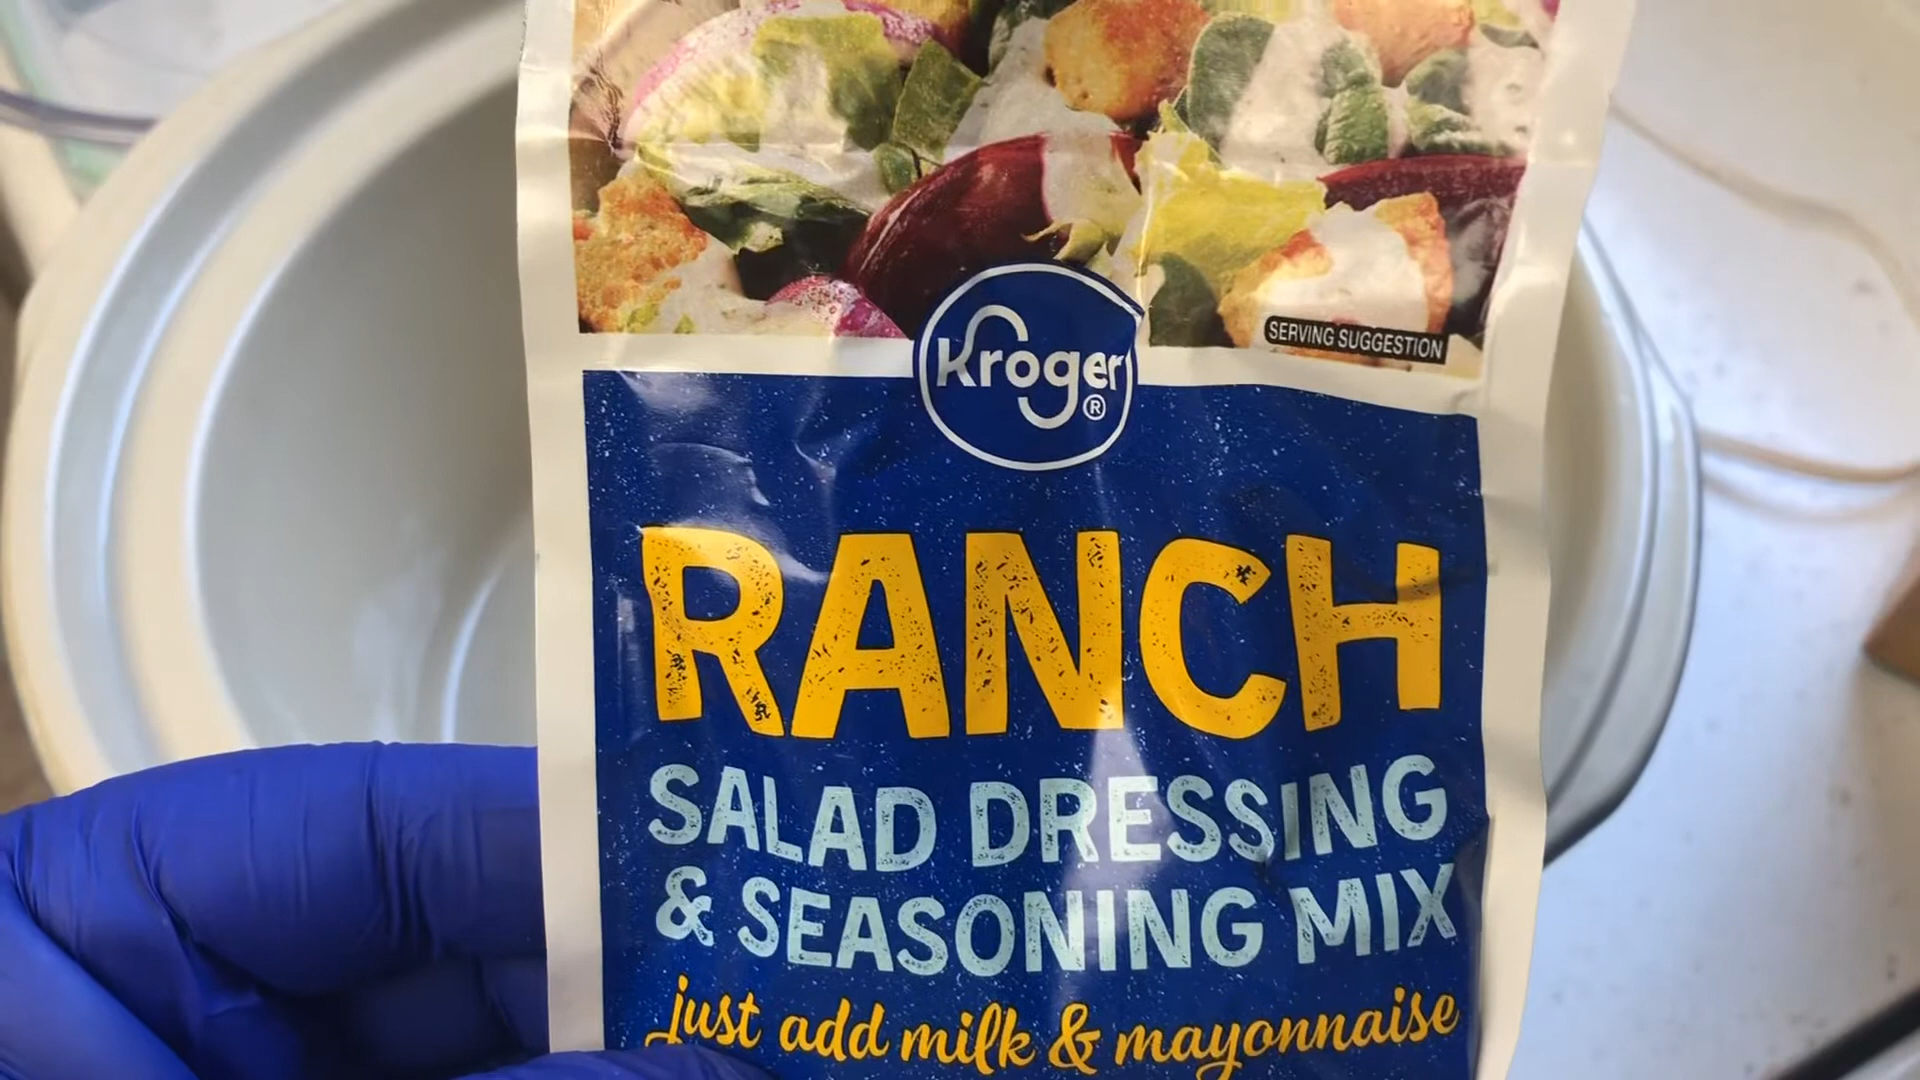 SERVING SUGGESTION
Kroger®
RANCH
SALAD DRESSING
& SEASONING MIX
just add milk & mayonnaise